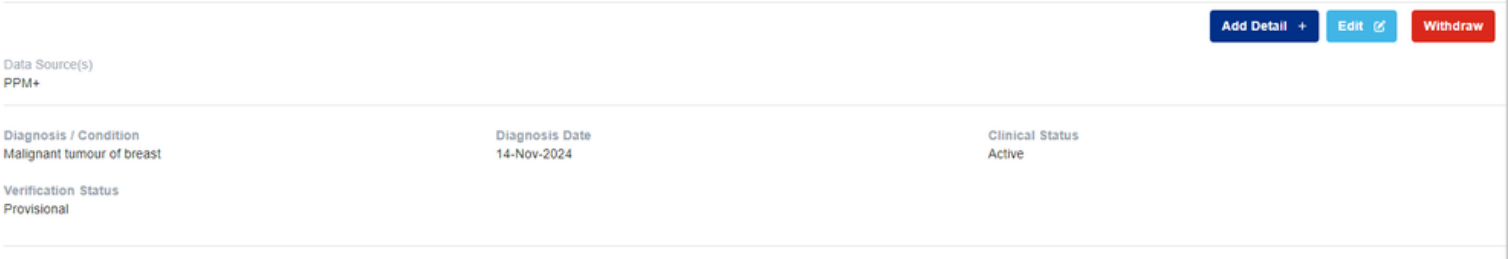 Add Detail +
Edit
Withdraw
Data Source(s)
PPM+
Diagnosis / Condition
Malignant tumour of breast
Diagnosis Date
14-Nov-2024
Clinical Status
Active
Verification Status
Provisional